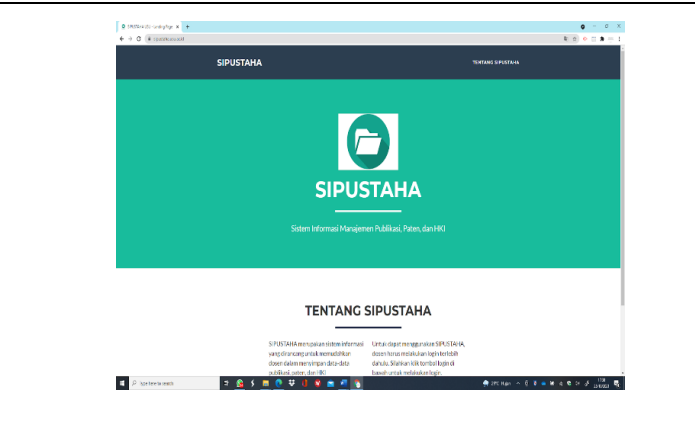 SIPUSTAHA
TENTANG SIPUSTAHA
SIPUSTAHA
Sistem Informasi Manajemen Publikasi, Paten, dan HKI
TENTANG SIPUSTAHA
SIPUSTAHA merupakan sistem informasi
yang dirancang untuk memudahkan
dosen dalam menyimpan data-data
publikasi, paten, dan HKI
Untuk dapat menggunakan SIPUSTAHA,
dosen harus melakukan login terlebih
dahulu. Silahkan klik tombol login di
bawah untuk melakukan login.
Type here to search